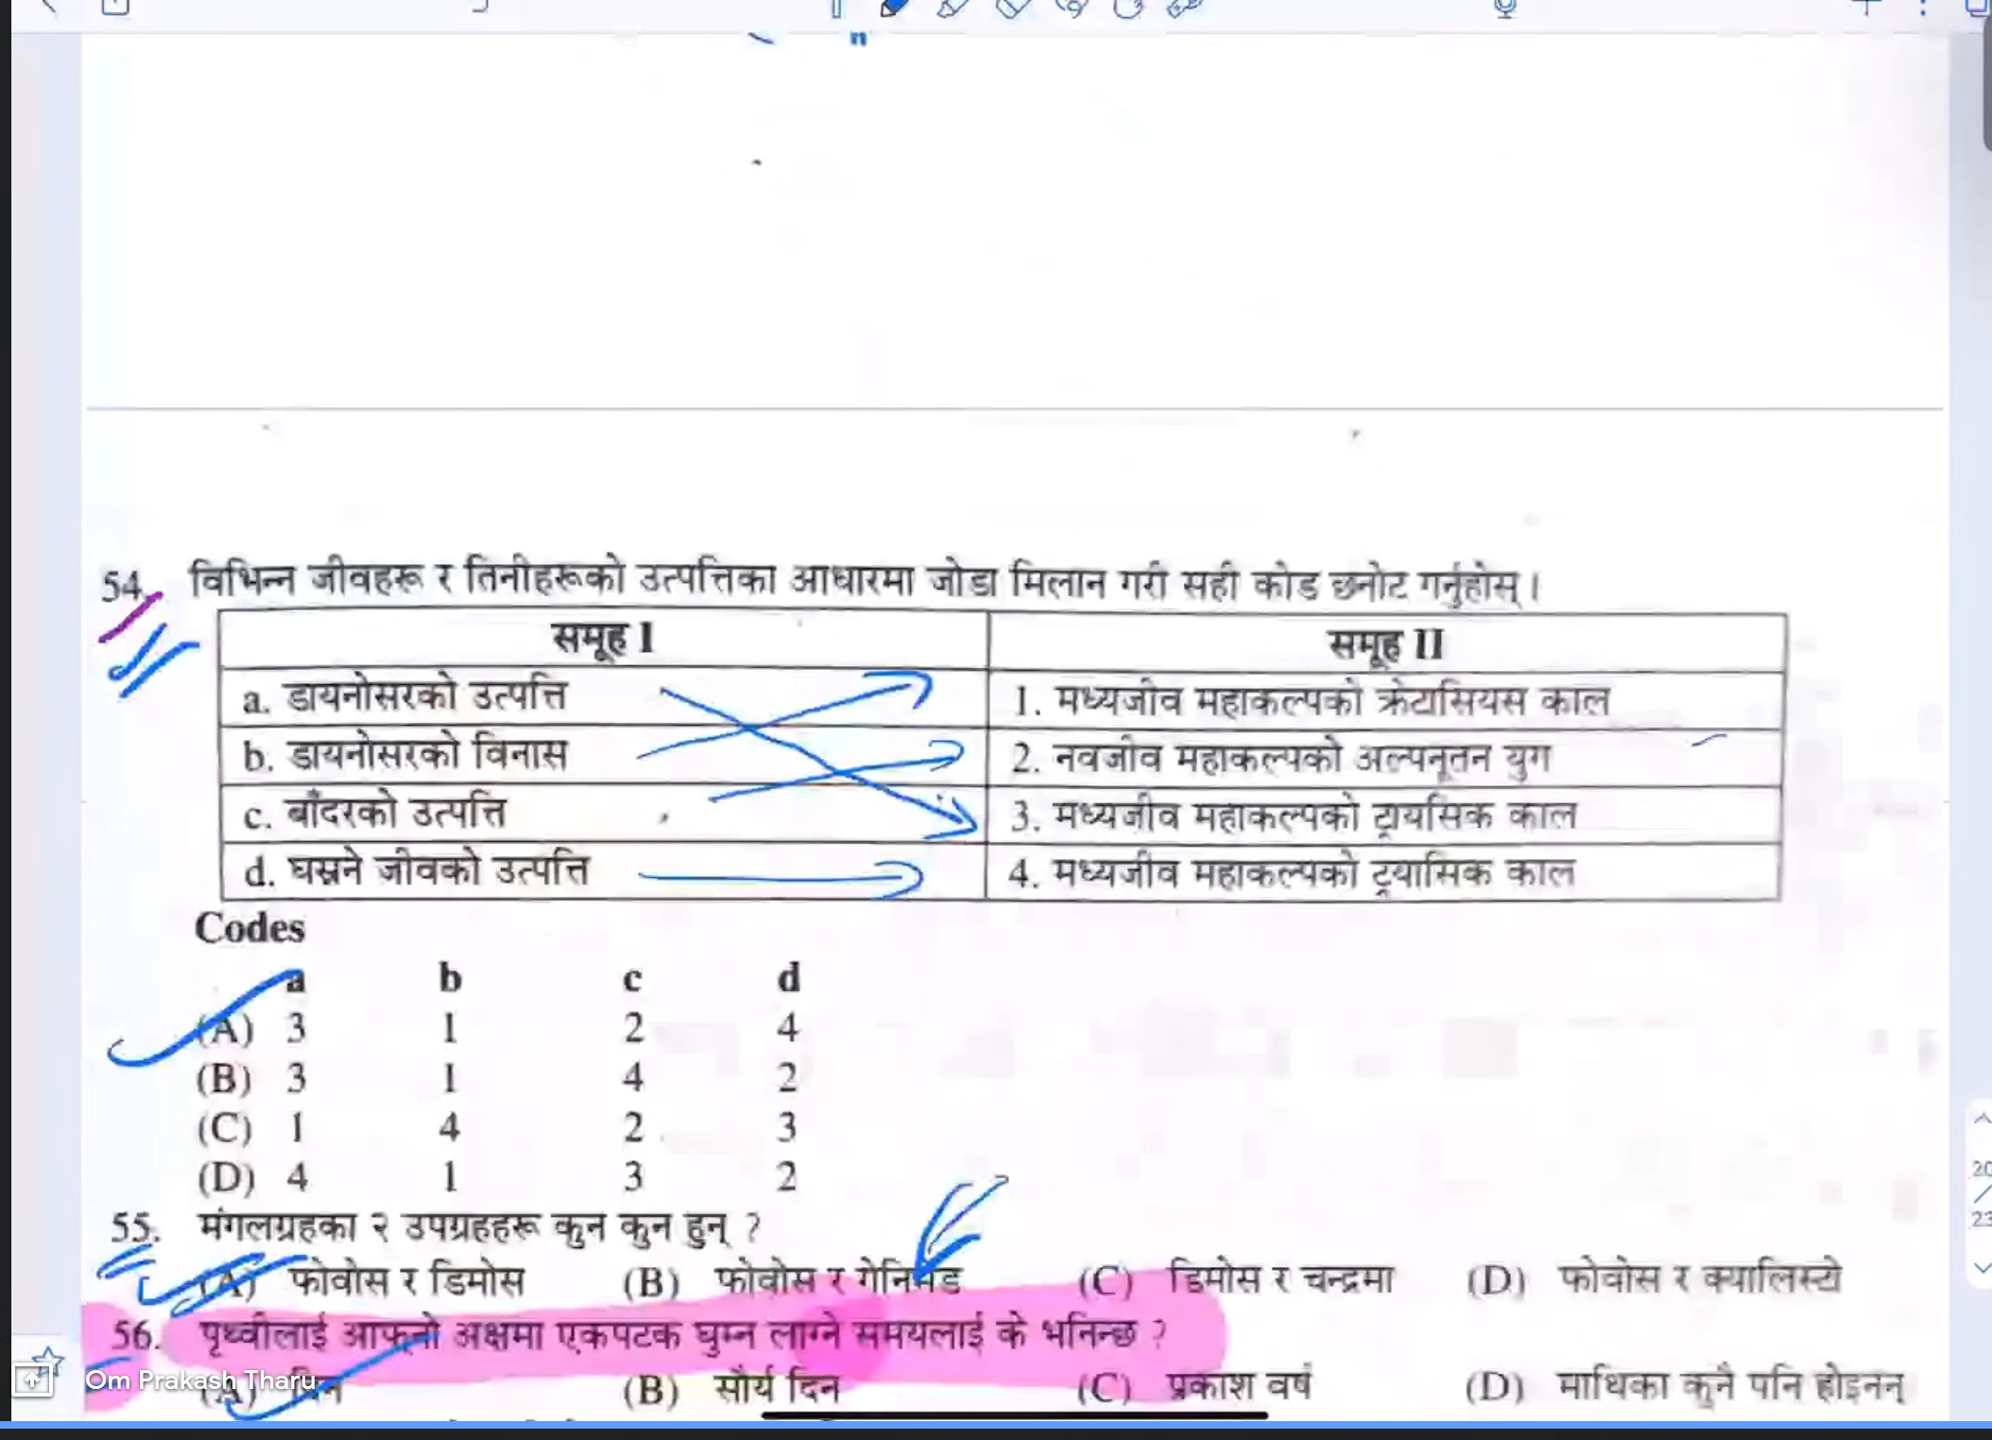 54. विभिन्न जीवहरू र तिनीहरूको उत्पत्तिका आधारमा जोडा मिलान गरी सही कोड छनोट गर्नुहोस् ।
समूह I समूह II
a. डायनोसरको उत्पत्ति 1. मध्यजीव महाकल्पको क्रेटासियस काल
b. डायनोसरको विनास 2. नवजीव महाकल्पको अल्पनूतन युग
c. बाँदरको उत्पत्ति 3. मध्यजीव महाकल्पको ट्रायसिक काल
d. घस्रने जीवको उत्पत्ति 4. मध्यजीव महाकल्पको ट्रयासिक काल
Codes
a b c d
(A) 3 1 2 4
(B) 3 1 4 2
(C) 1 4 2 3
(D) 4 1 3 2
55. मंगलग्रहका २ उपग्रहहरू कुन कुन हुन् ?
(A) फोवोस र डिमोस (B) फोवोस र गेनिमेड (C) डिमोस र चन्द्रमा (D) फोवोस र क्यालिस्टो
56. पृथ्वीलाई आफ्नो अक्षमा एकपटक घुम्न लाग्ने समयलाई के भनिन्छ ?
Om Prakash Tharu
(A) दिन (B) सौर्य दिन (C) प्रकाश वर्ष (D) माथिका कुनै पनि होइनन्
20
23